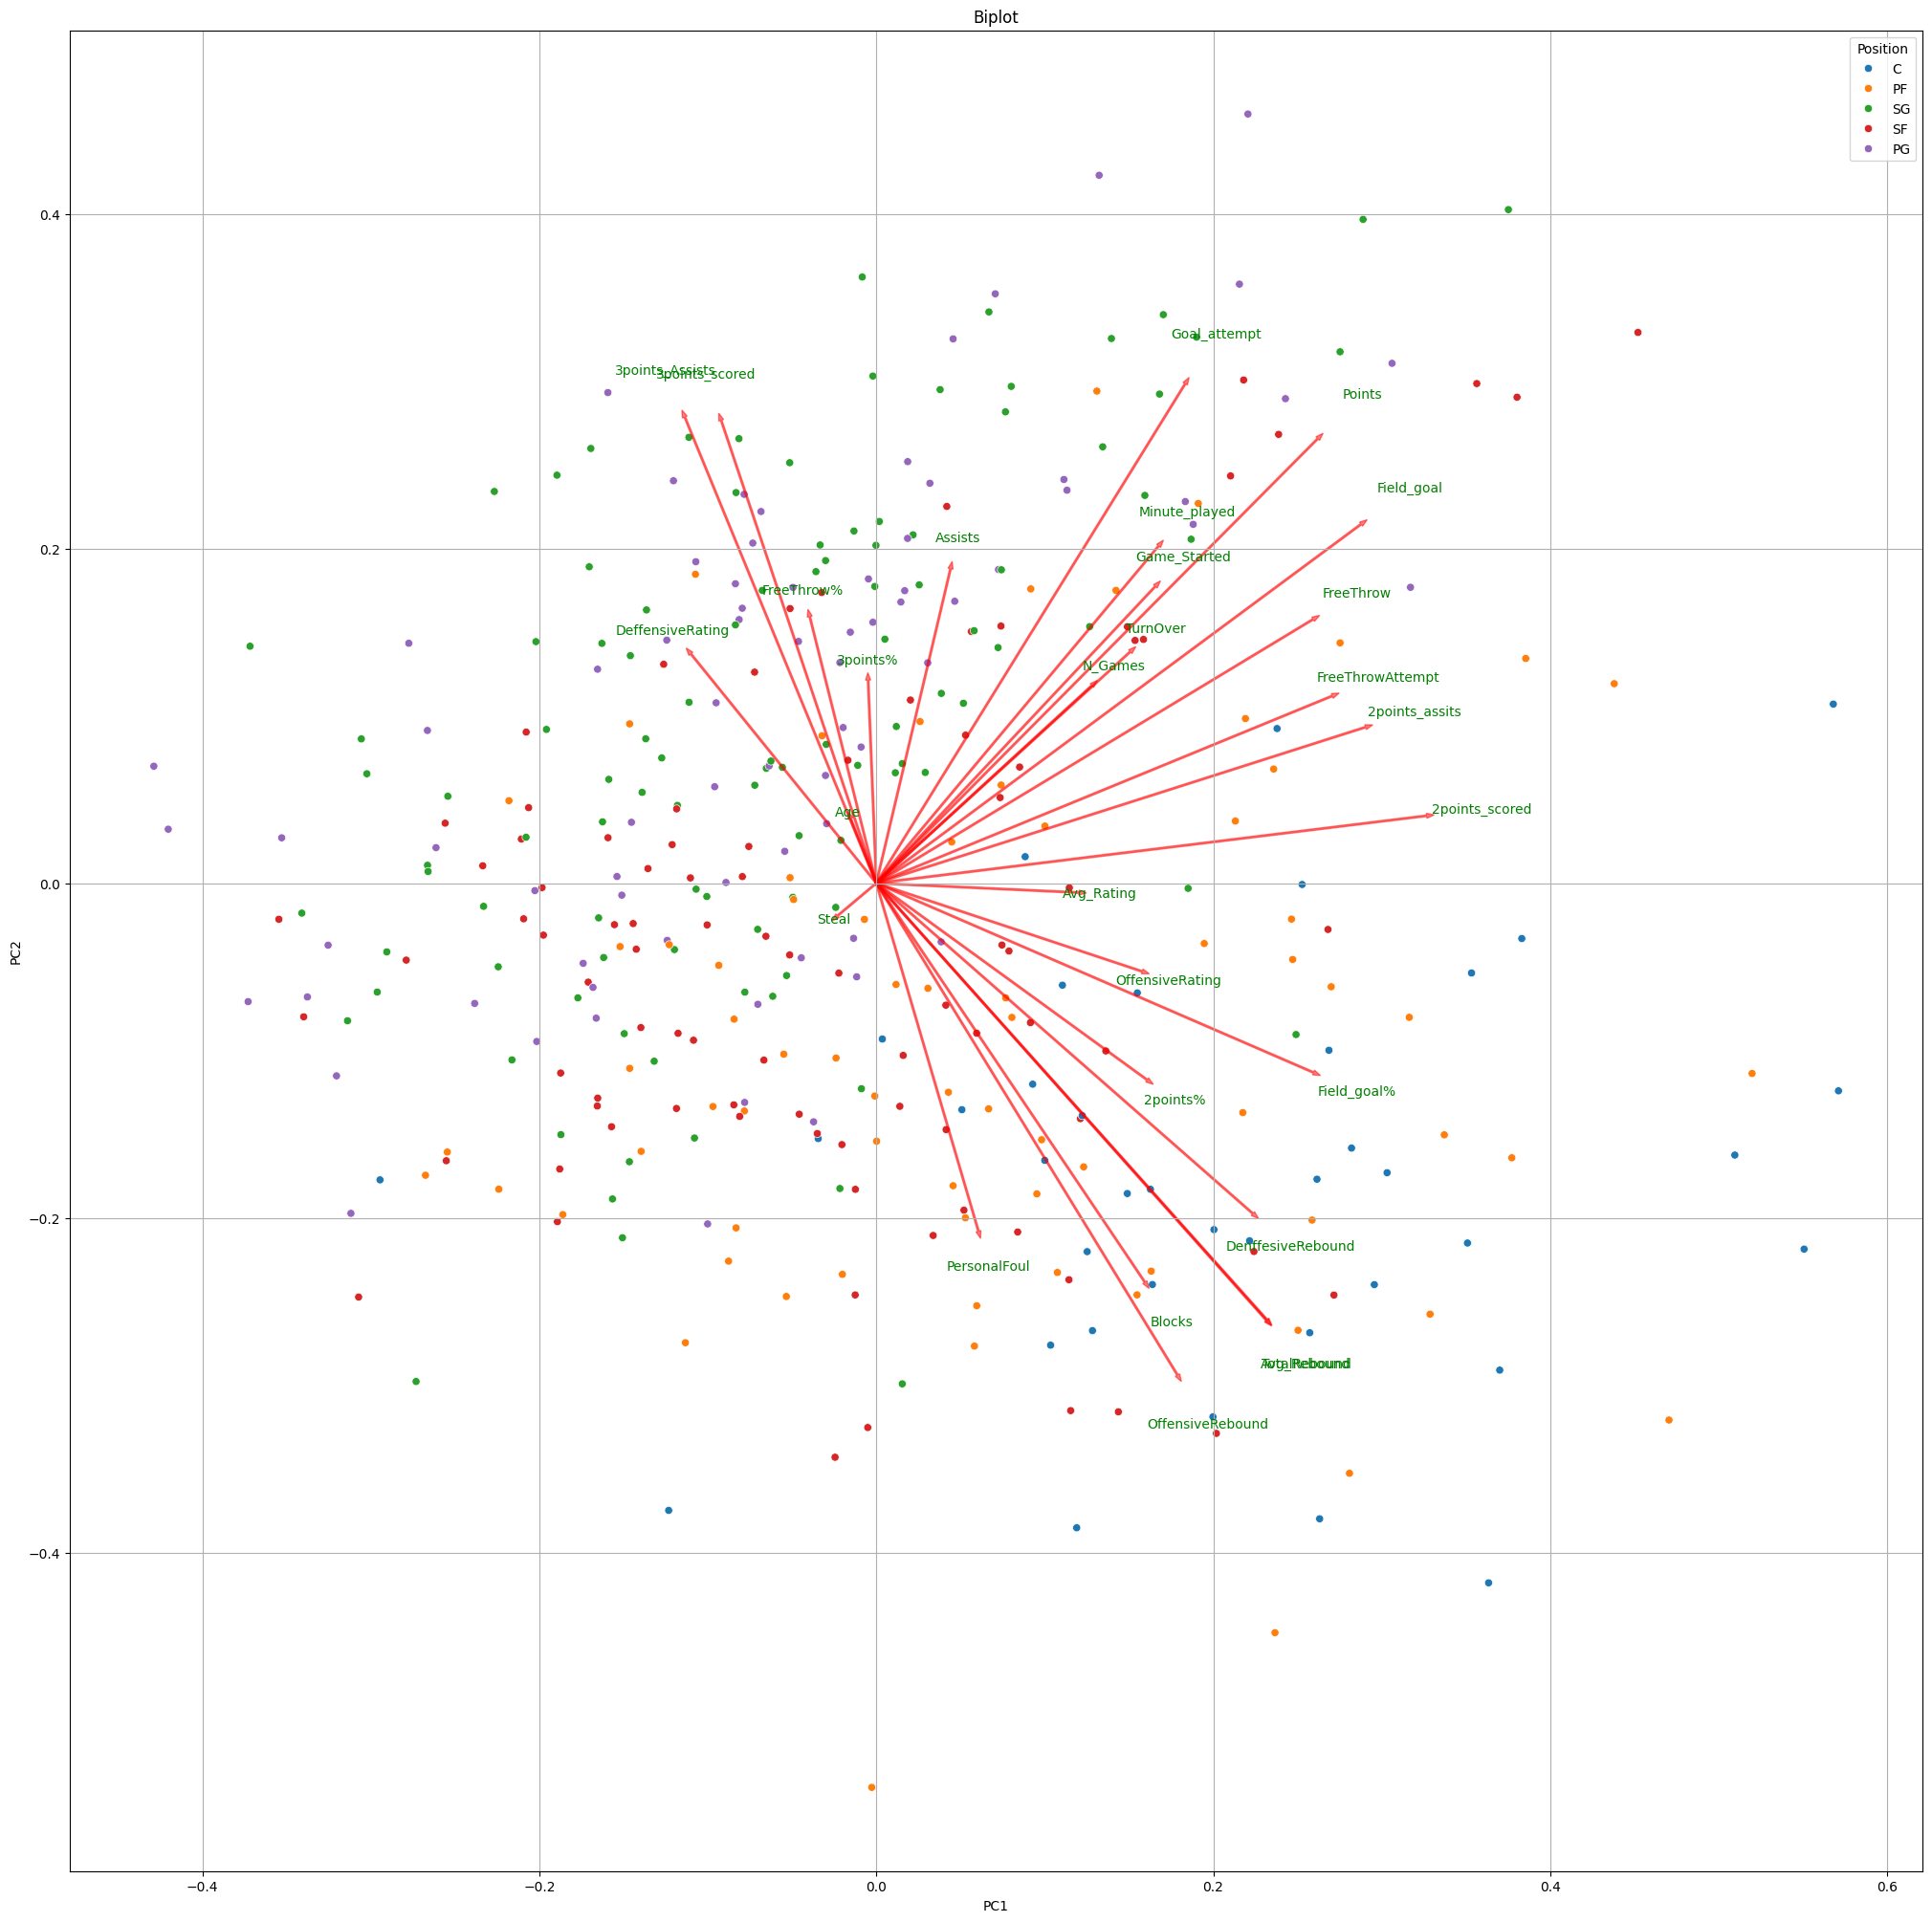 Biplot
Position
C
PF
SG
SF
PG
0.4
Goal_attempt
3points_Assists
3points_scored
Points
Field_goal
Minute_played
Assists
0.2
Game_Started
FreeThrow%
FreeThrow
DeffensiveRating
TurnOver
3points%
N_Games
FreeThrowAttempt
2points_assits
Age
2points_scored
0.0
Avg_Rating
Steal
PC2
OffensiveRating
Field_goal%
2points%
−0.2
DenffesiveRebound
PersonalFoul
Blocks
TotalRebound
Avg_Rebound
OffensiveRebound
−0.4
−0.4
−0.2
0.0
0.2
0.4
0.6
PC1